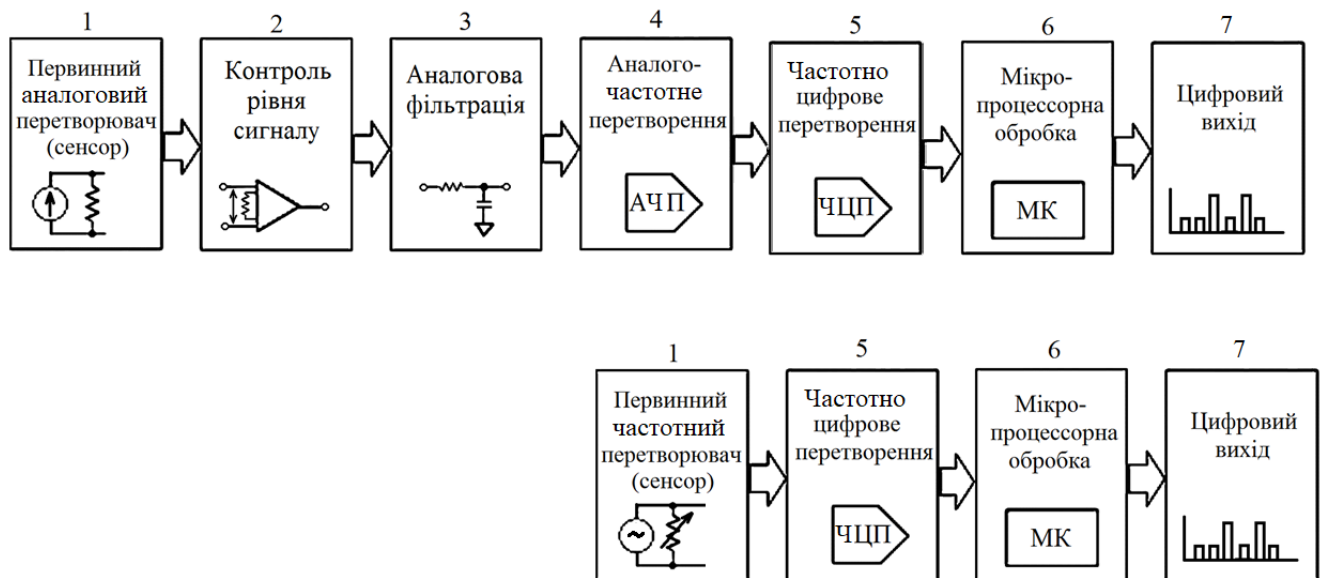 1
Первинний
аналоговий
перетворювач
(сенсор)
2
Контроль
рівня
сигналу
3
Аналогова
фільтрація
4
Аналого-
частотне
перетворення
АЧП
5
Частотно
цифрове
перетворення
ЧЦП
6
Мікро-
процессорна
обробка
МК
7
Цифровий
вихід
1
Первинний
частотний
перетворювач
(сенсор)
5
Частотно
цифрове
перетворення
ЧЦП
6
Мікро-
процессорна
обробка
МК
7
Цифровий
вихід